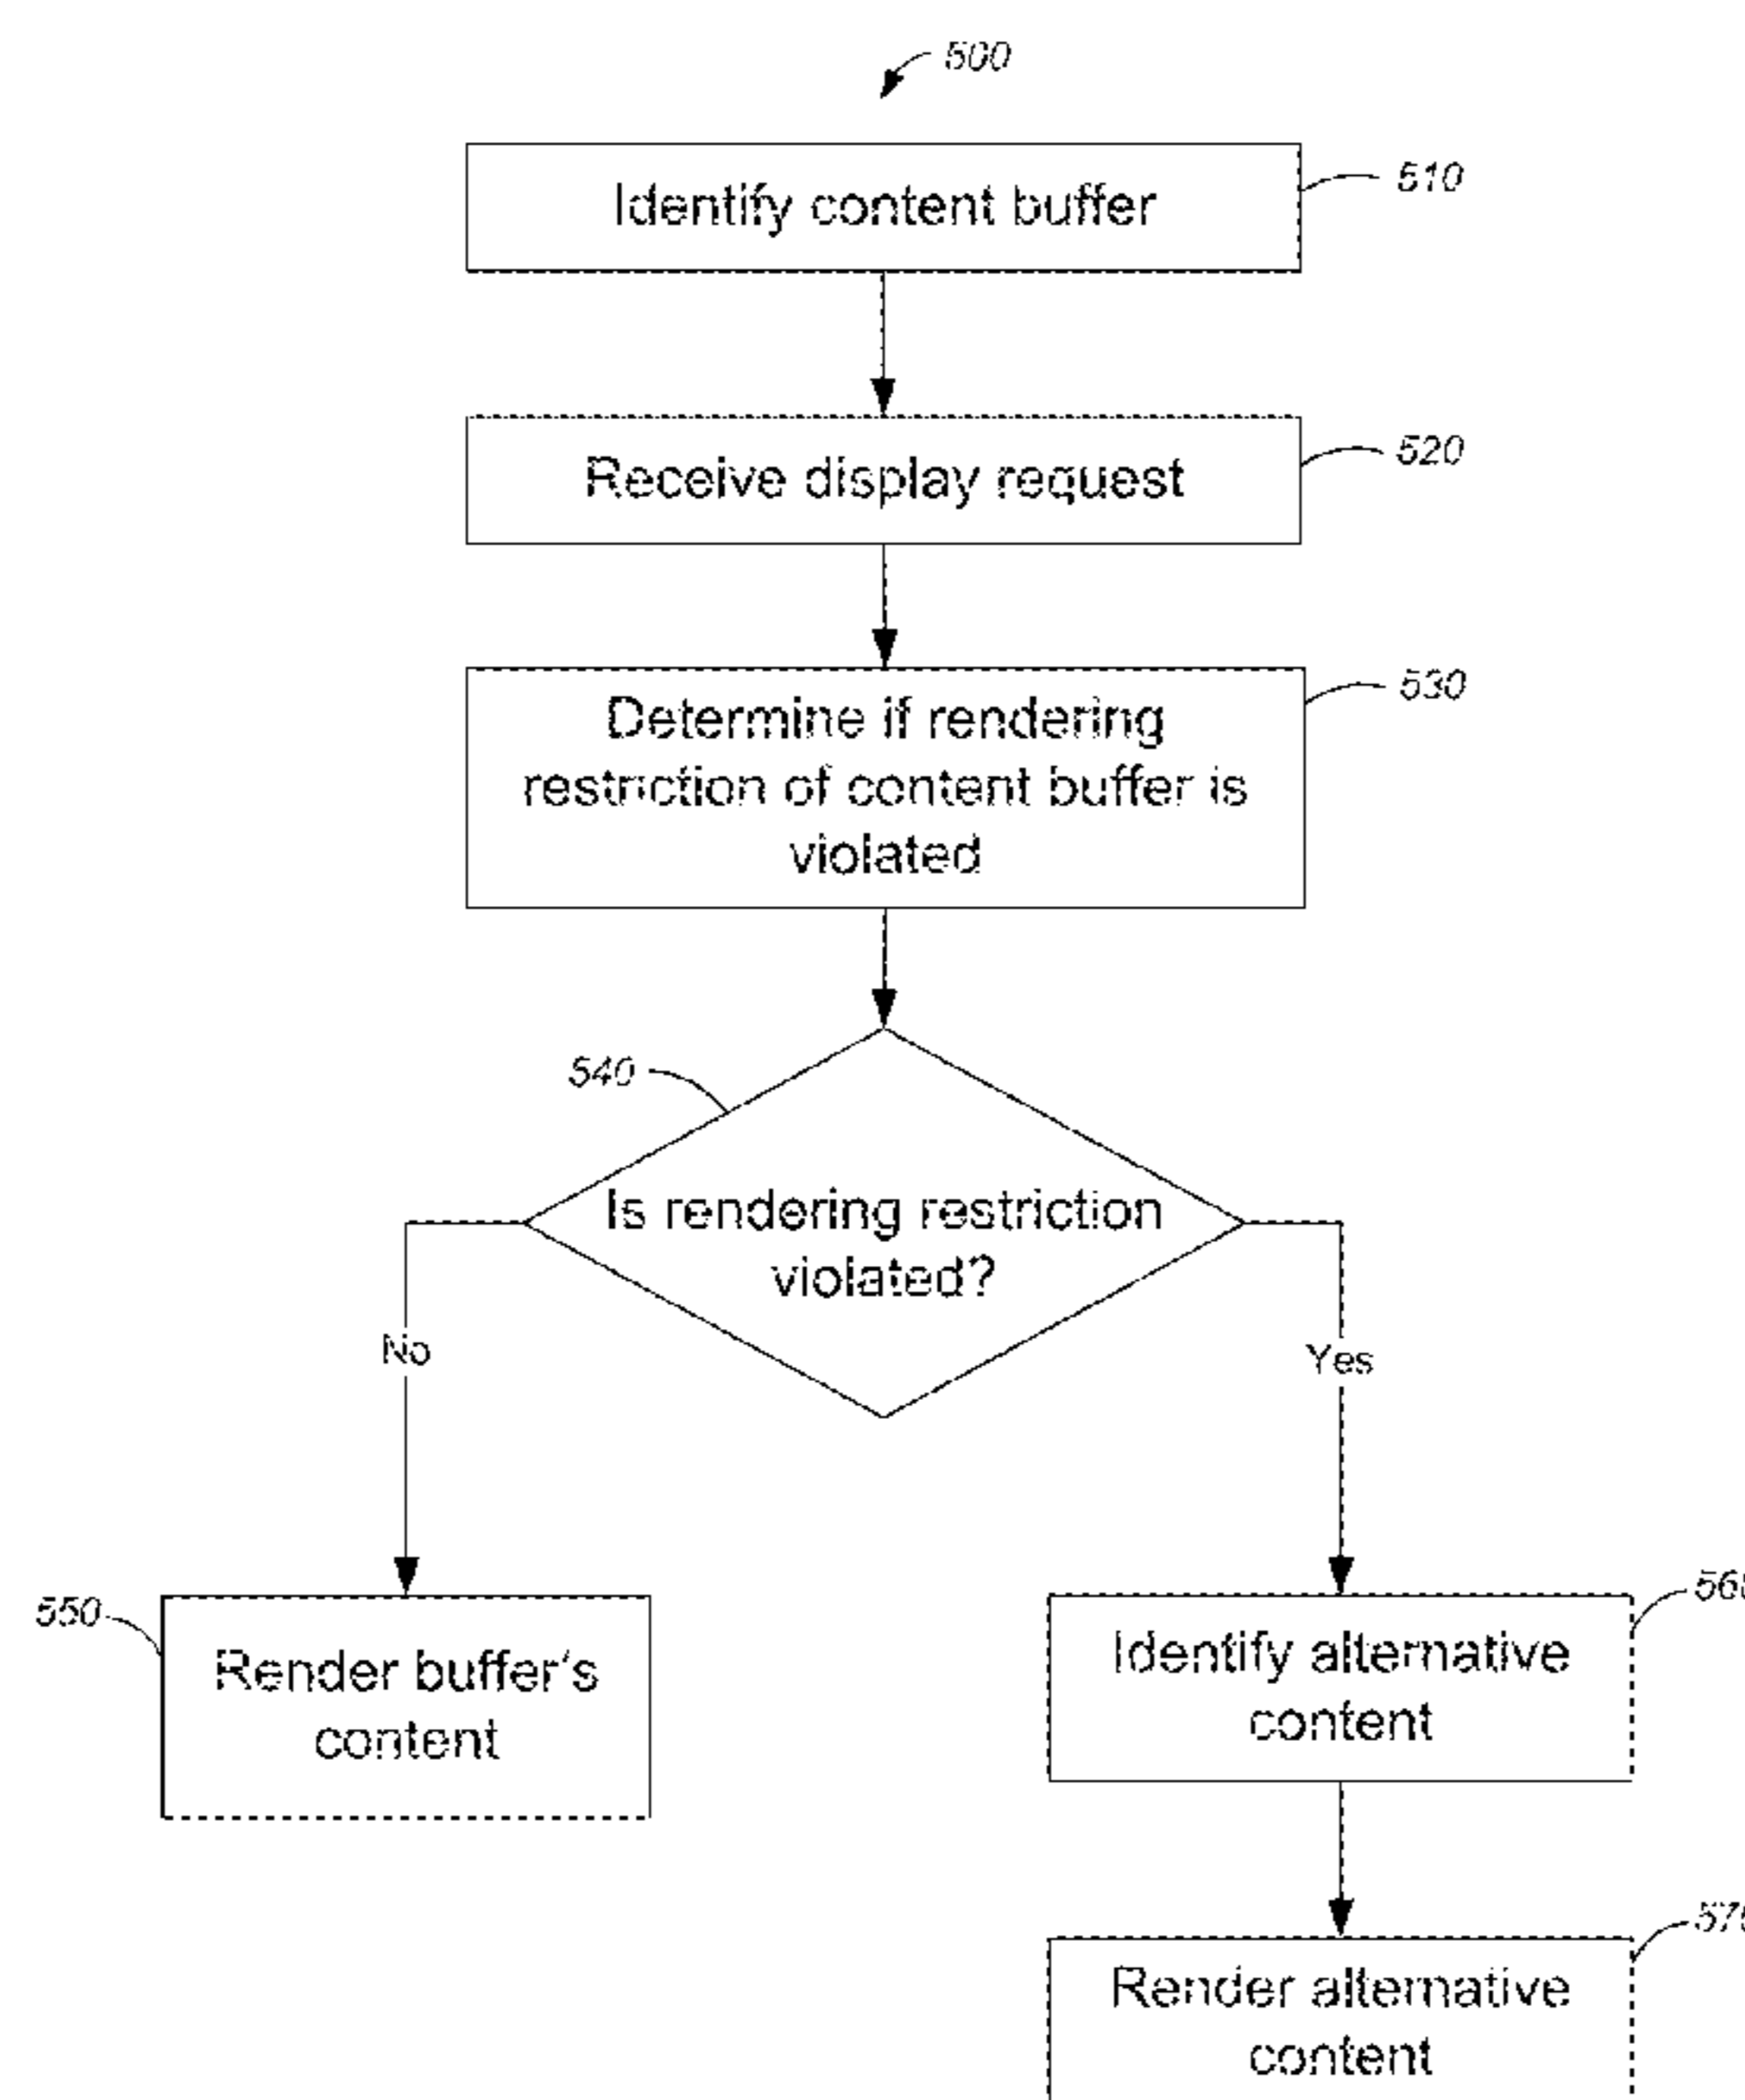 500
Identify content buffer
510
Receive display request
520
Determine if rendering
restriction of content buffer is
violated
530
540
Is rendering restriction
violated?
No
Yes
550
Render buffer's
content
Identify alternative
content
Render alternative
content